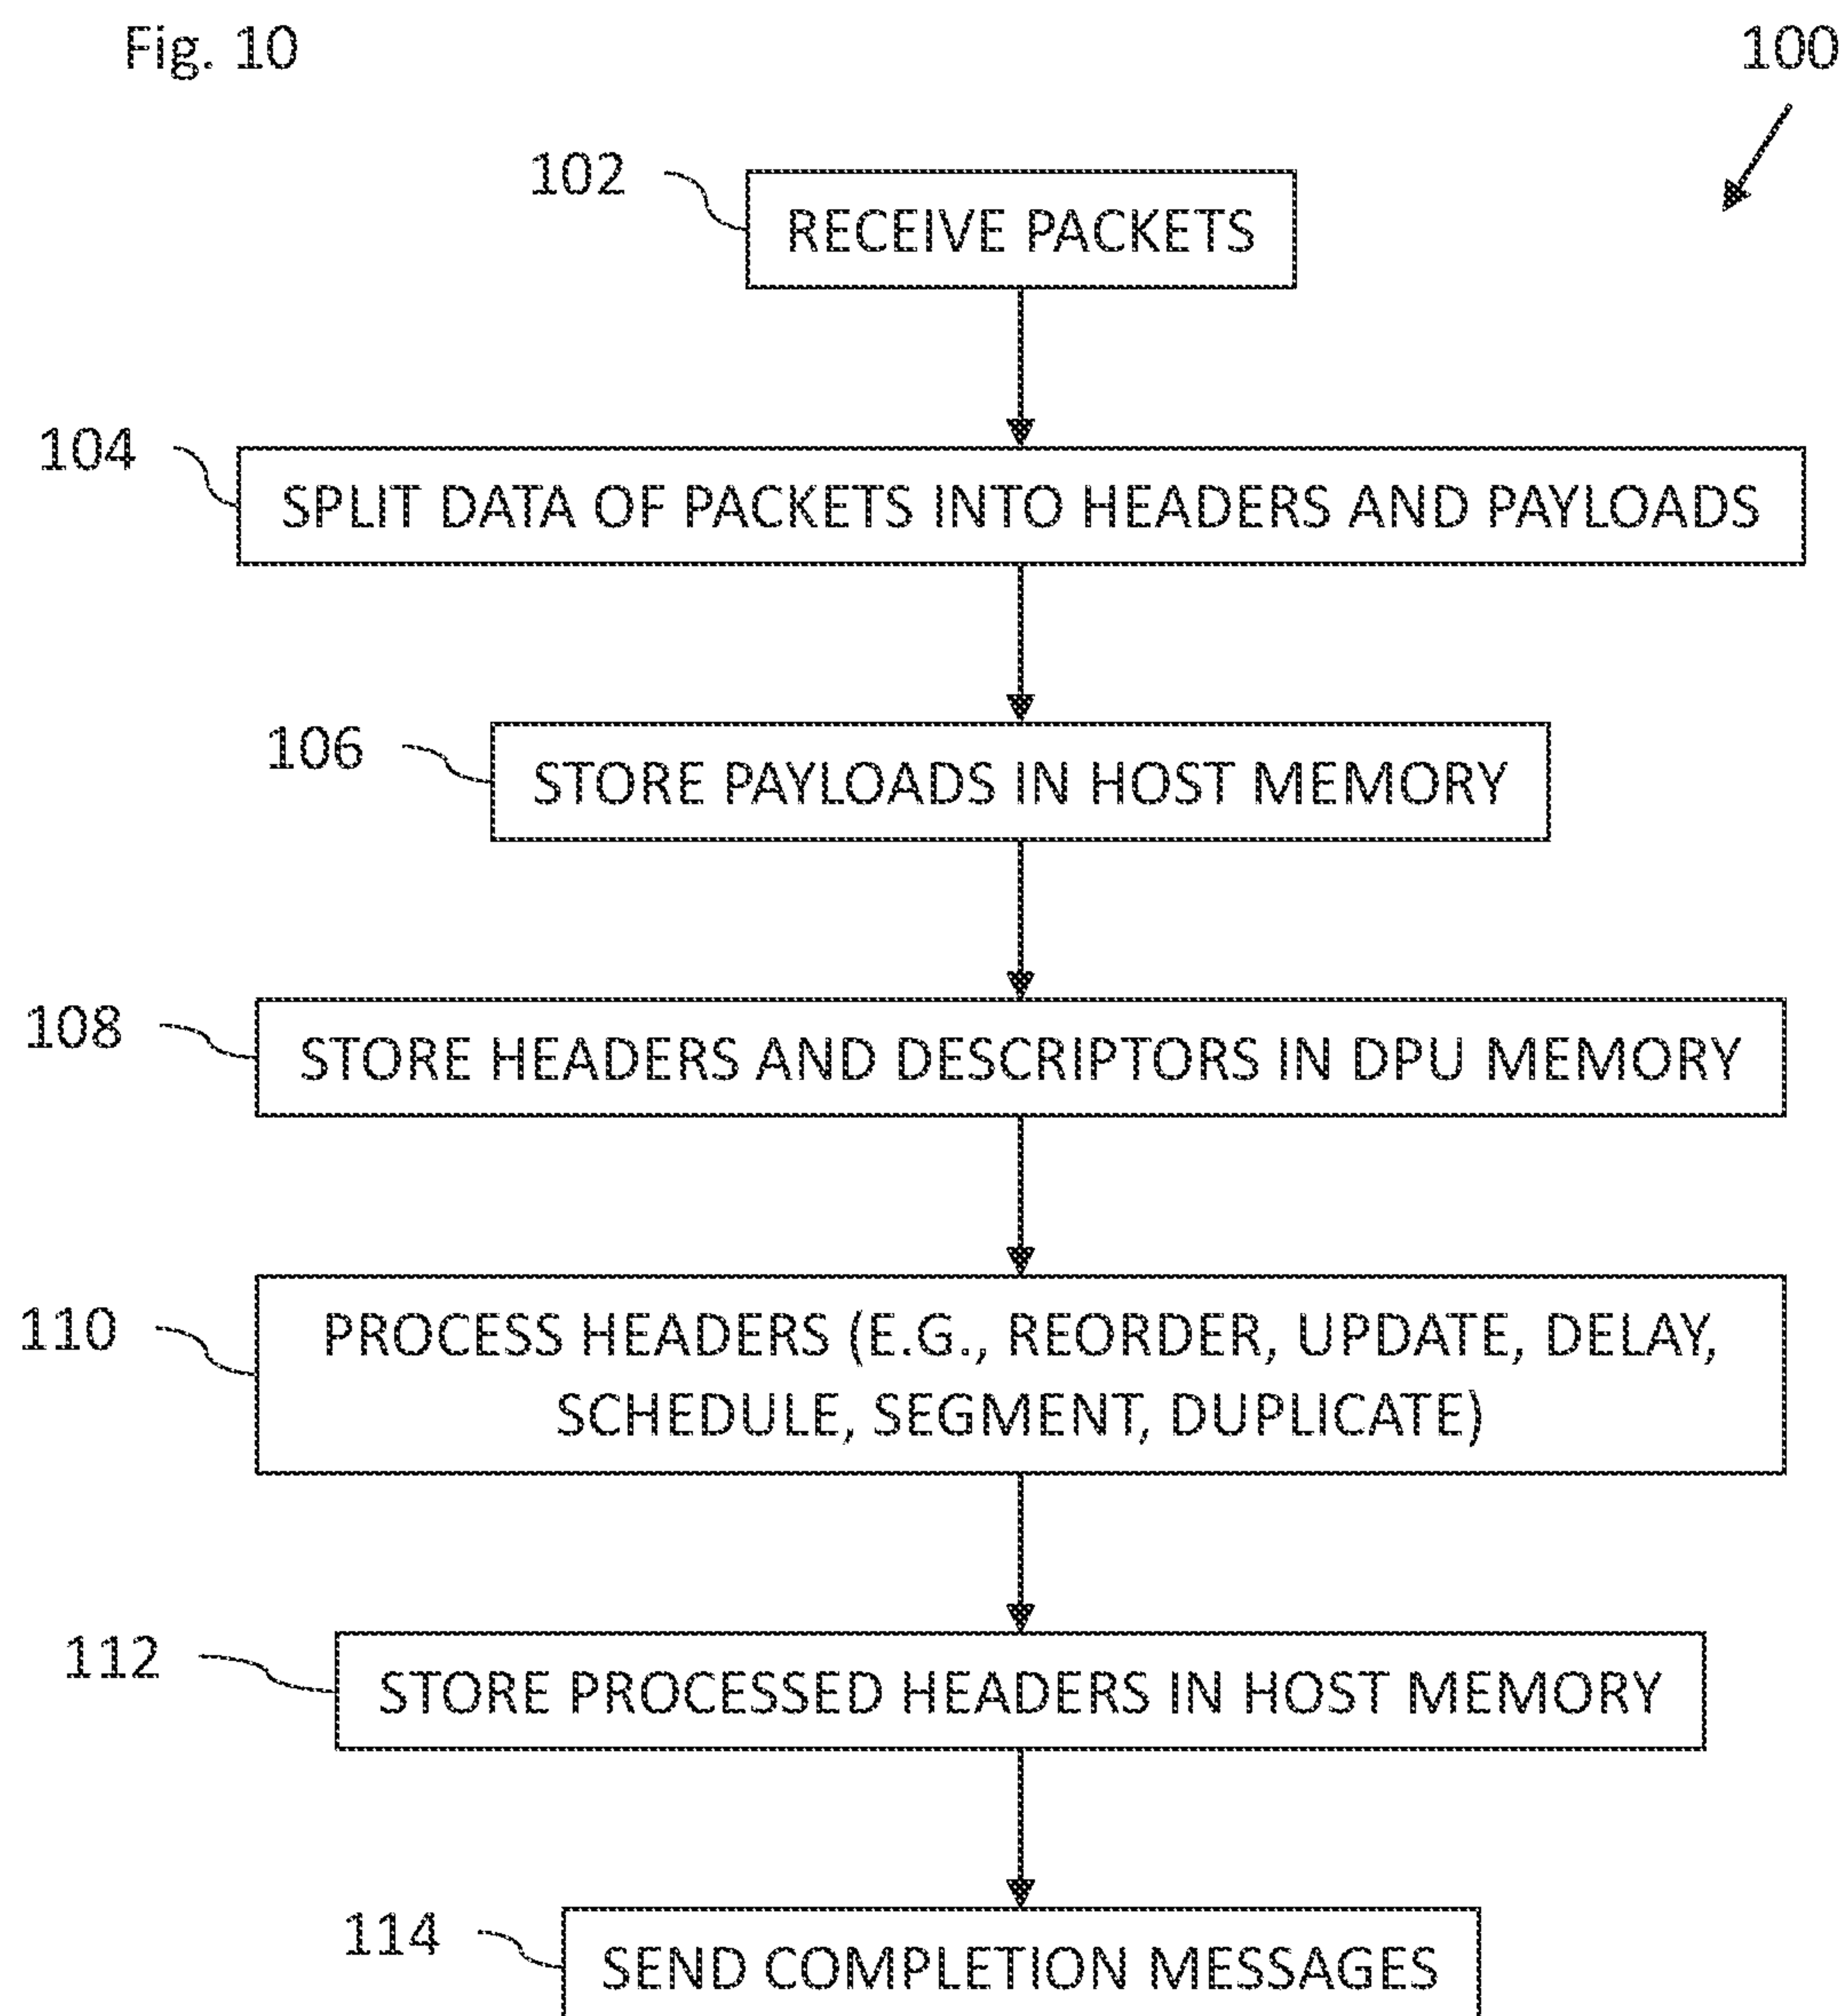 Fig. 10
100
102
RECEIVE PACKETS
104
SPLIT DATA OF PACKETS INTO HEADERS AND PAYLOADS
106
STORE PAYLOADS IN HOST MEMORY
108
STORE HEADERS AND DESCRIPTORS IN DPU MEMORY
110
PROCESS HEADERS (E.G., REORDER, UPDATE, DELAY,
SCHEDULE, SEGMENT, DUPLICATE)
112
STORE PROCESSED HEADERS IN HOST MEMORY
114
SEND COMPLETION MESSAGES